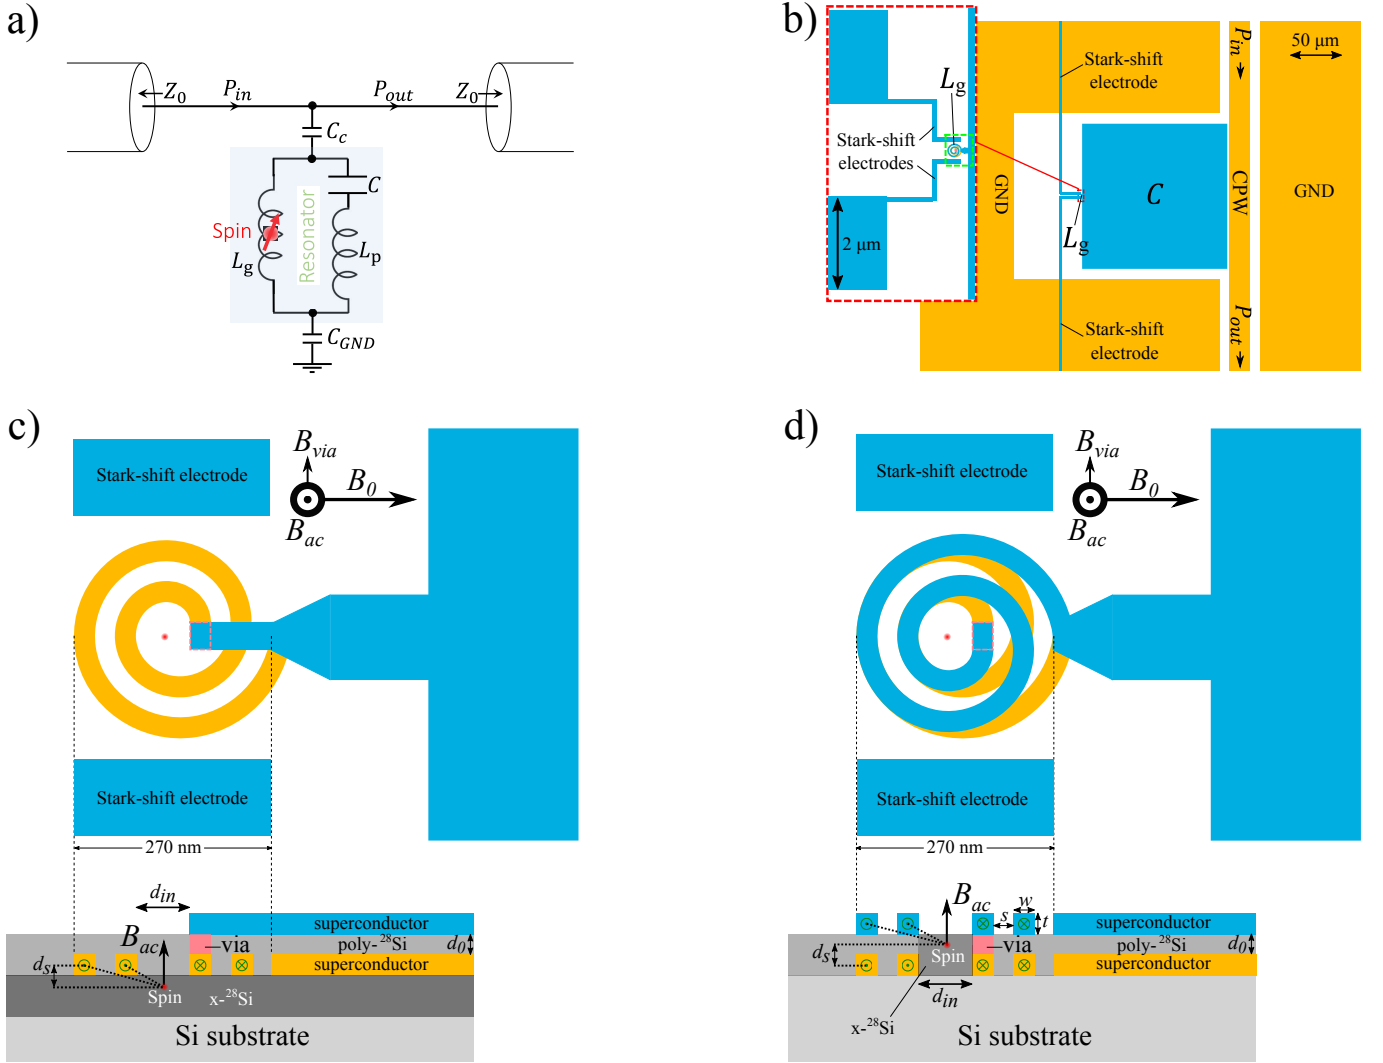 a)
Z0
Pin
Pout
Z0
Cc
C
Spin
Resonator
Lg
Lp
CGND
b)
Lg
Stark-shift
electrodes
2 μm
Stark-shift
electrode
Pin
50 μm
GND
C
CPW
GND
Lg
Stark-shift
electrode
Pout
c)
Stark-shift electrode
Bvia
B0
Bac
Stark-shift electrode
270 nm
din
Bac
superconductor
via
poly-28Si
d0
ds
superconductor
Spin
x-28Si
Si substrate
d)
Stark-shift electrode
Bvia
B0
Bac
Stark-shift electrode
270 nm
Bac
s
w
t
superconductor
ds
Spin
via
poly-28Si
d0
superconductor
din
x-28Si
Si substrate